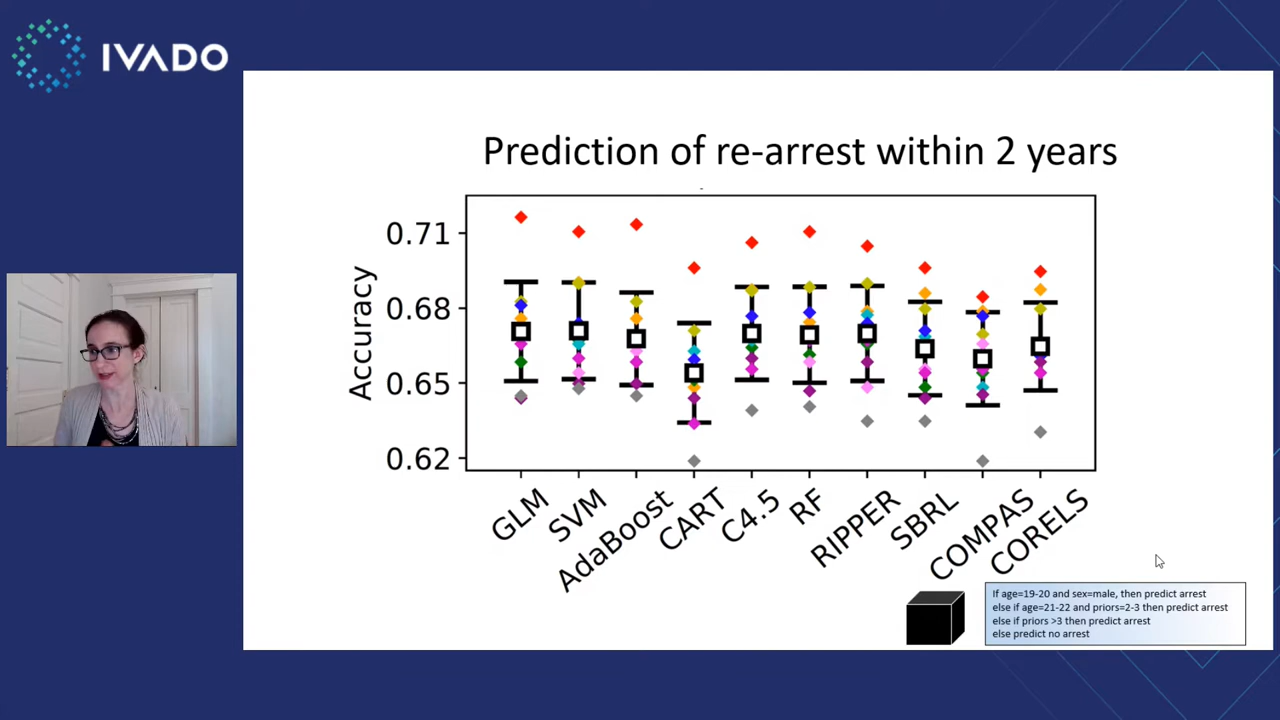 IVADO
Prediction of re-arrest within 2 years
Accuracy
0.71
0.68
0.65
0.62
GLM
SVM
AdaBoost
CART
C4.5
RF
RIPPER
SBRL
COMPAS
CORELS
If age=19-20 and sex=male, then predict arrest
else if age=21-22 and priors=2-3 then predict arrest
else if priors >3 then predict arrest
else predict no arrest